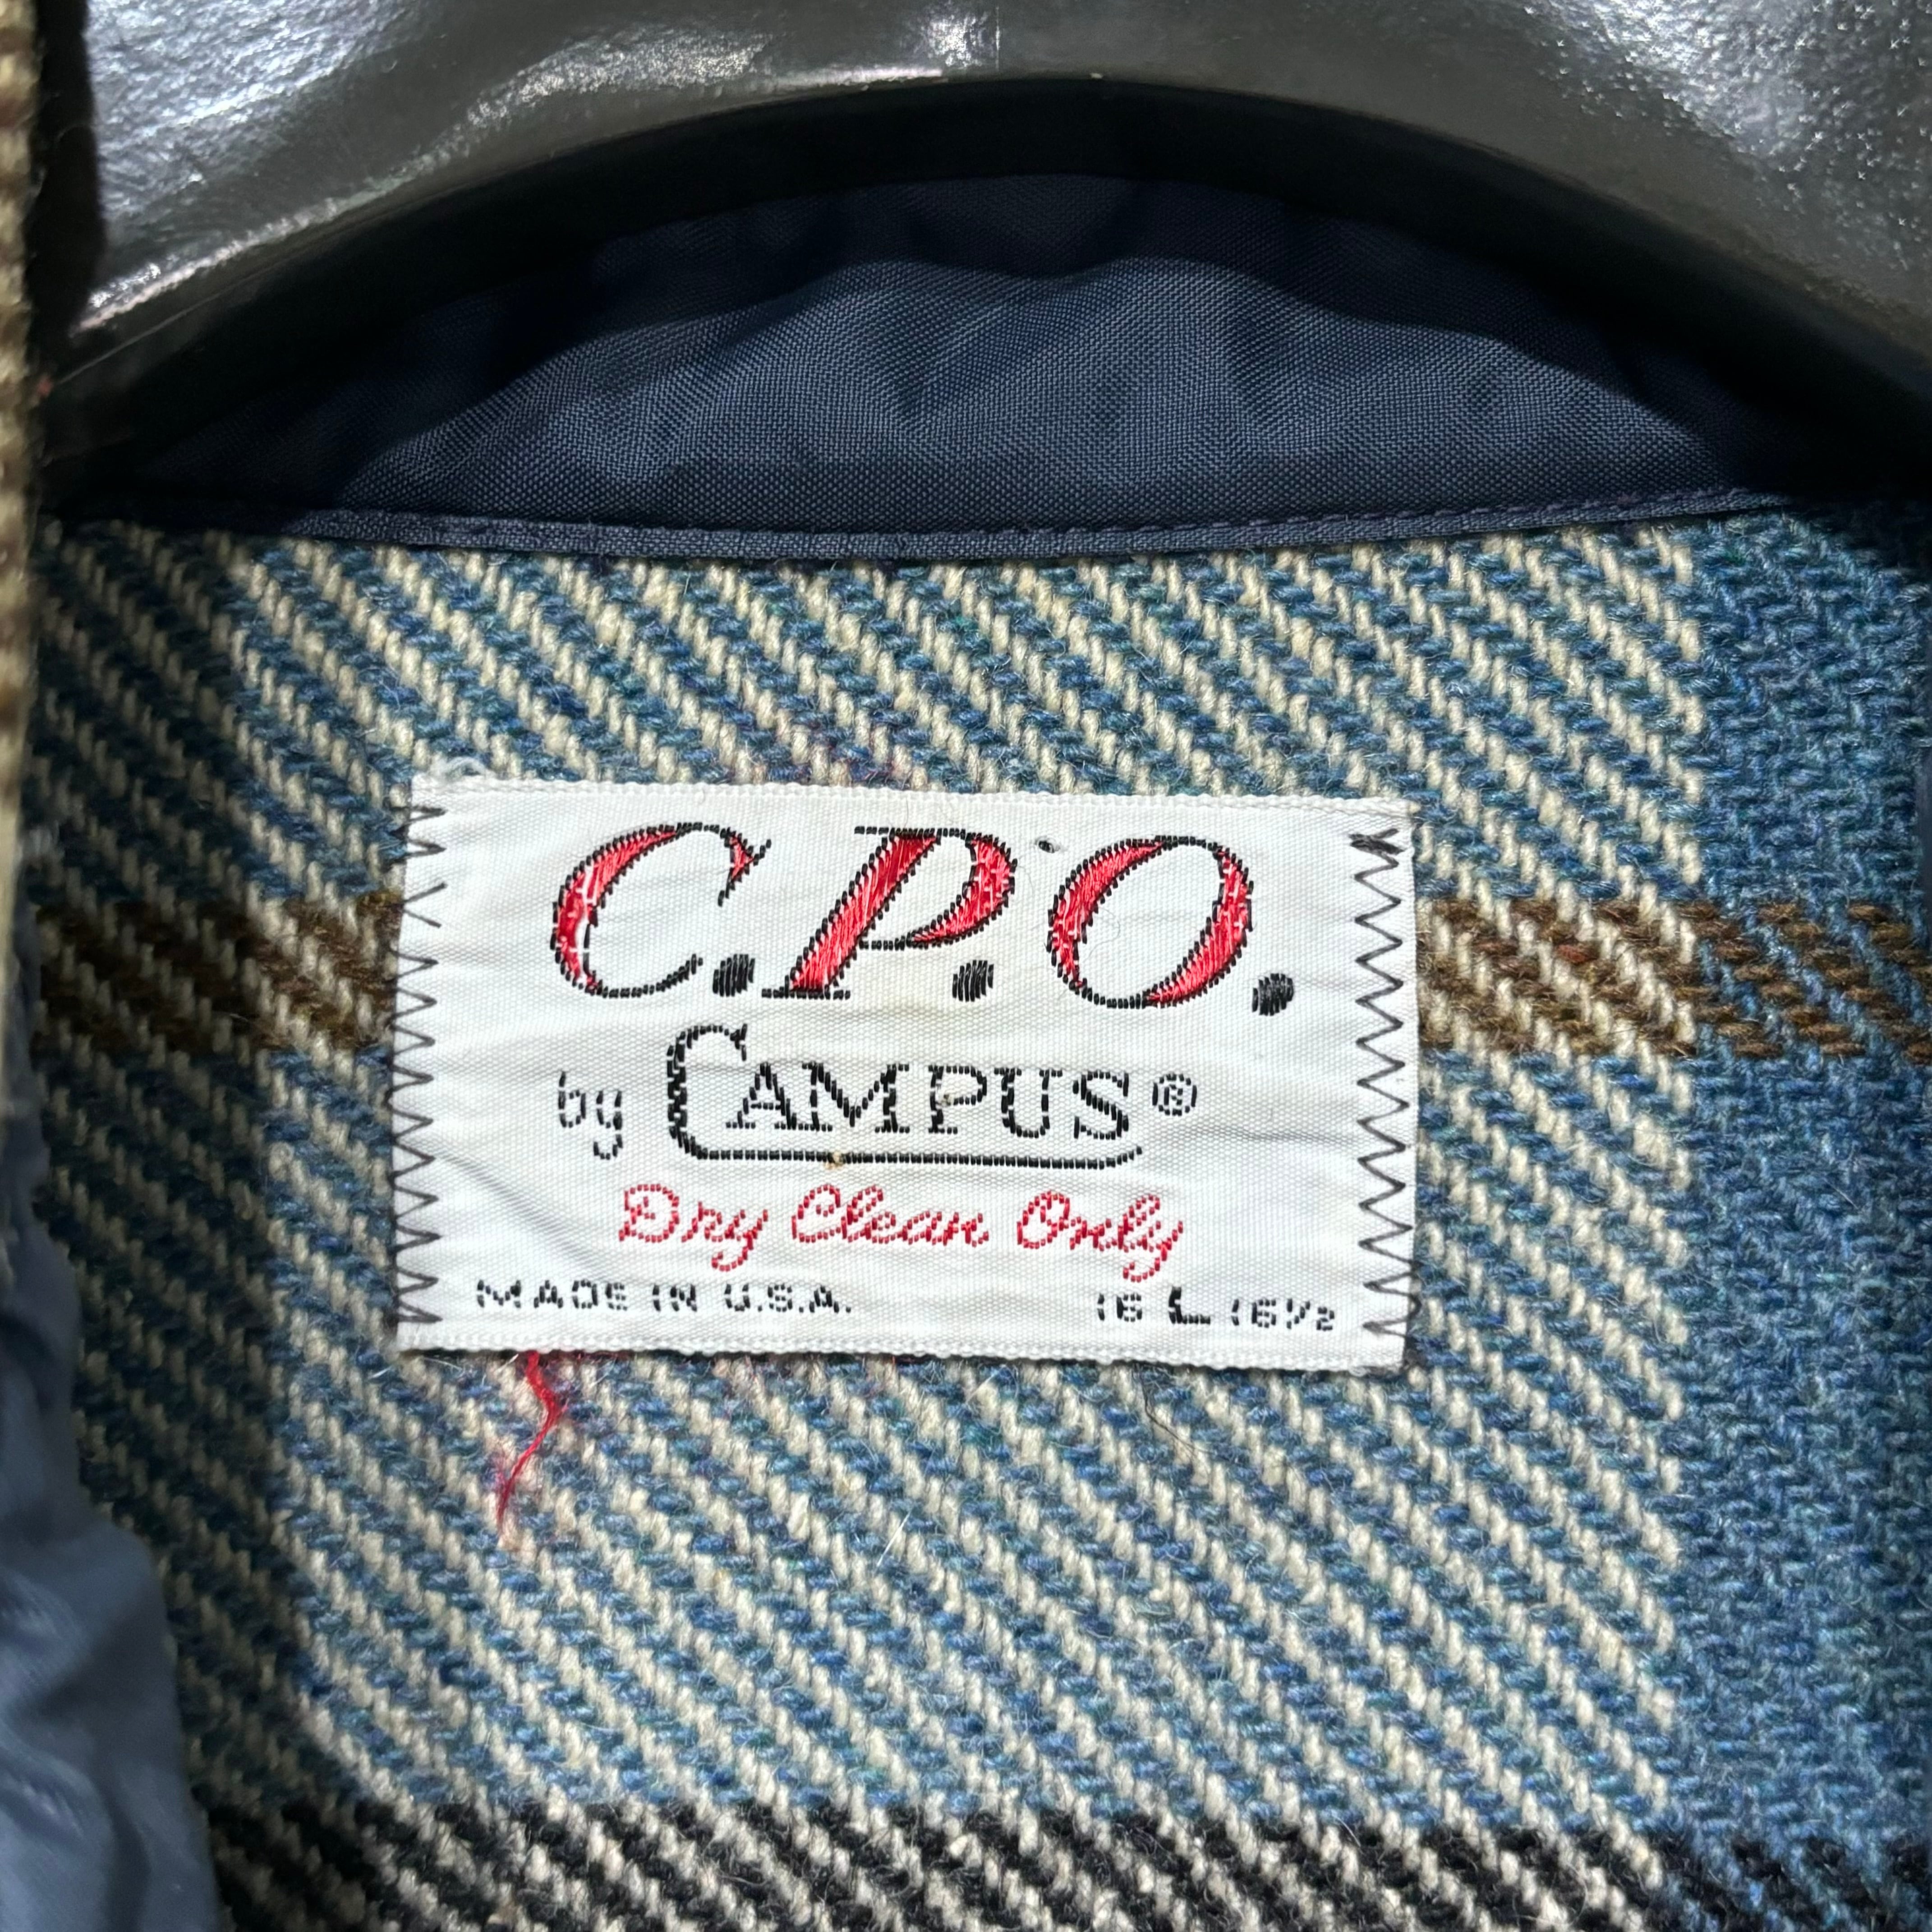 C.P.O.
by CAMPUS®
Dry Clean Only
MADE IN U.S.A. 16 L 16½